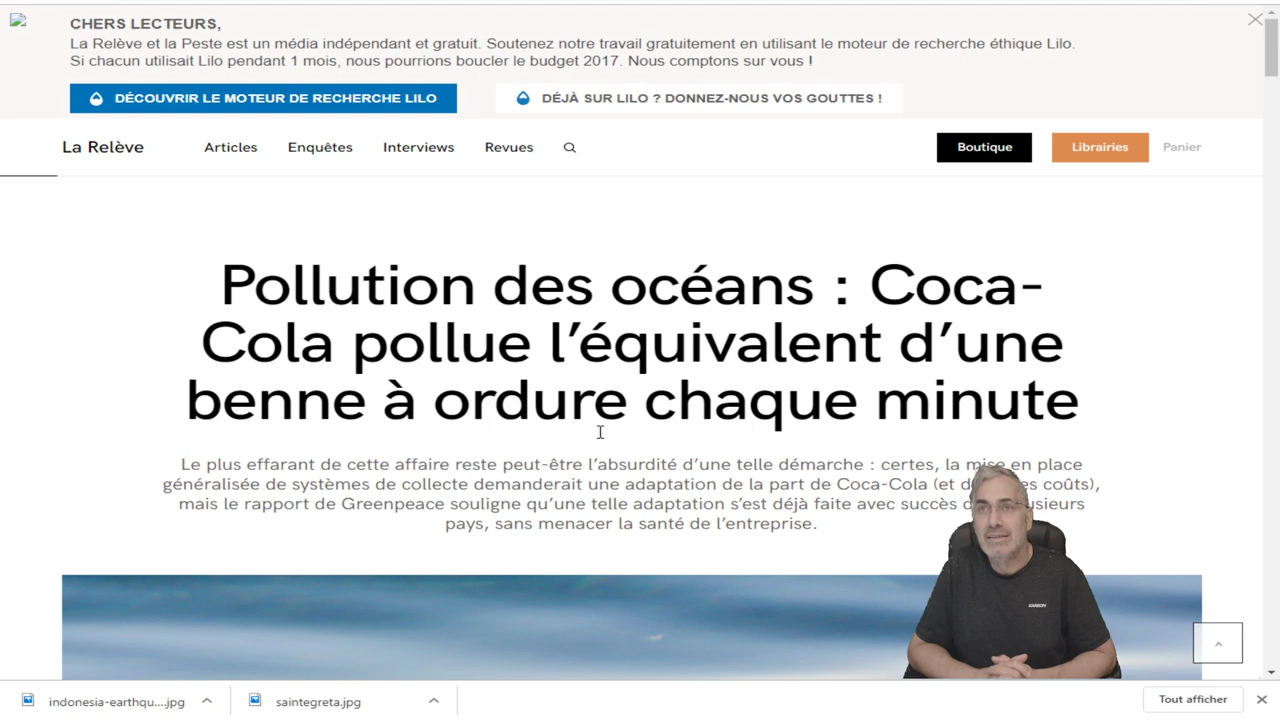 CHERS LECTEURS,
La Relève et la Peste est un média indépendant et gratuit. Soutenez notre travail gratuitement en utilisant le moteur de recherche éthique Lilo.
Si chacun utilisait Lilo pendant 1 mois, nous pourrions boucler le budget 2017. Nous comptons sur vous !
DÉCOUVRIR LE MOTEUR DE RECHERCHE LILO
DÉJÀ SUR LILO ? DONNEZ-NOUS VOS GOUTTES !
La Relève
Articles
Enquêtes
Interviews
Revues
Boutique
Librairies
Panier
Pollution des océans : Coca-
Cola pollue l’équivalent d’une
benne à ordure chaque minute
Le plus effarant de cette affaire reste peut-être l’absurdité d’une telle démarche : certes, la mise en place
généralisée de systèmes de collecte demanderait une adaptation de la part de Coca-Cola (et coûts),
mais le rapport de Greenpeace souligne qu’une telle adaptation s’est déjà faite avec succès
pays, sans menacer la santé de l’entreprise.
indonesia-earthqu....jpg
saintegreta.jpg
Tout afficher